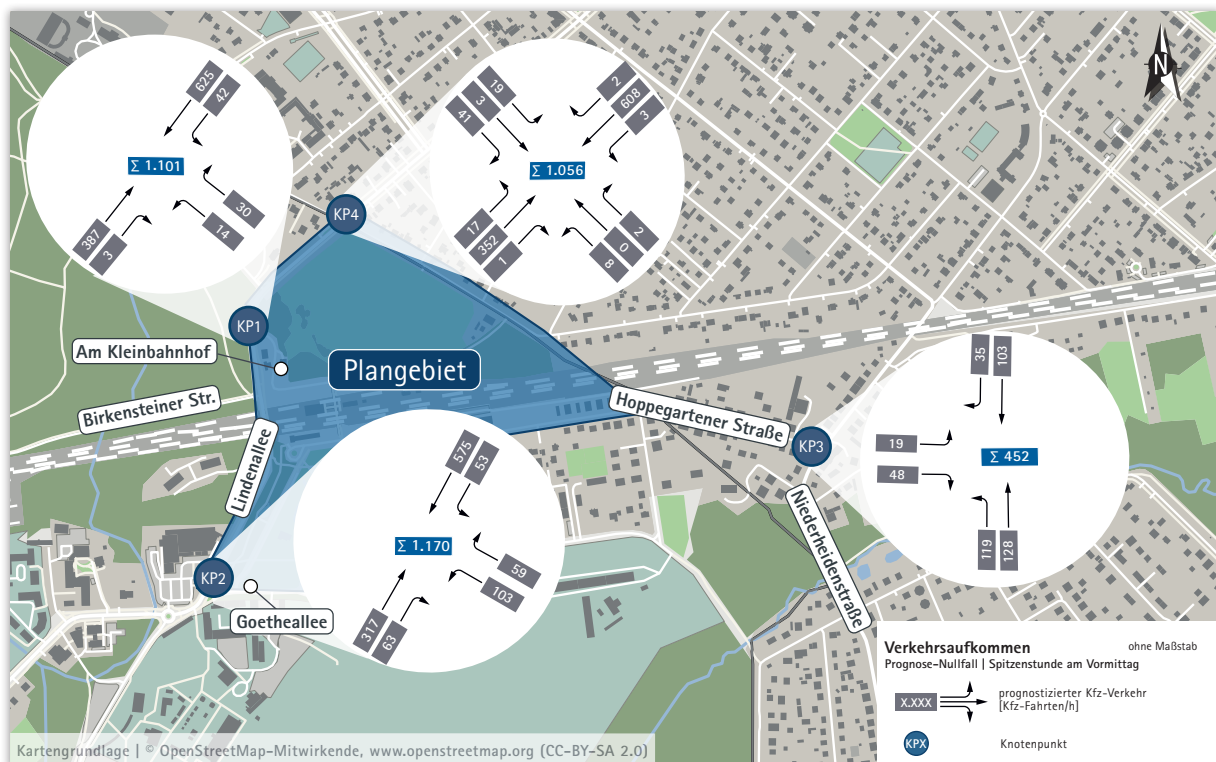 625
42
Σ 1.101
387
3
30
14
41
3
19
2
608
3
Σ 1.056
17
352
1
2
0
8
KP4
KP1
Am Kleinbahnhof
Plangebiet
Birkensteiner Str.
Lindenallee
Hoppegartener Straße
KP3
Niederheidenstraße
35
103
19
48
Σ 452
119
128
575
53
Σ 1.170
59
103
317
63
KP2
Goetheallee
N
Verkehrsaufkommen
ohne Maßstab
Prognose-Nullfall | Spitzenstunde am Vormittag
X.XXX
prognostizierter Kfz-Verkehr
[Kfz-Fahrten/h]
KPX
Knotenpunkt
Kartengrundlage | © OpenStreetMap-Mitwirkende, www.openstreetmap.org (CC-BY-SA 2.0)